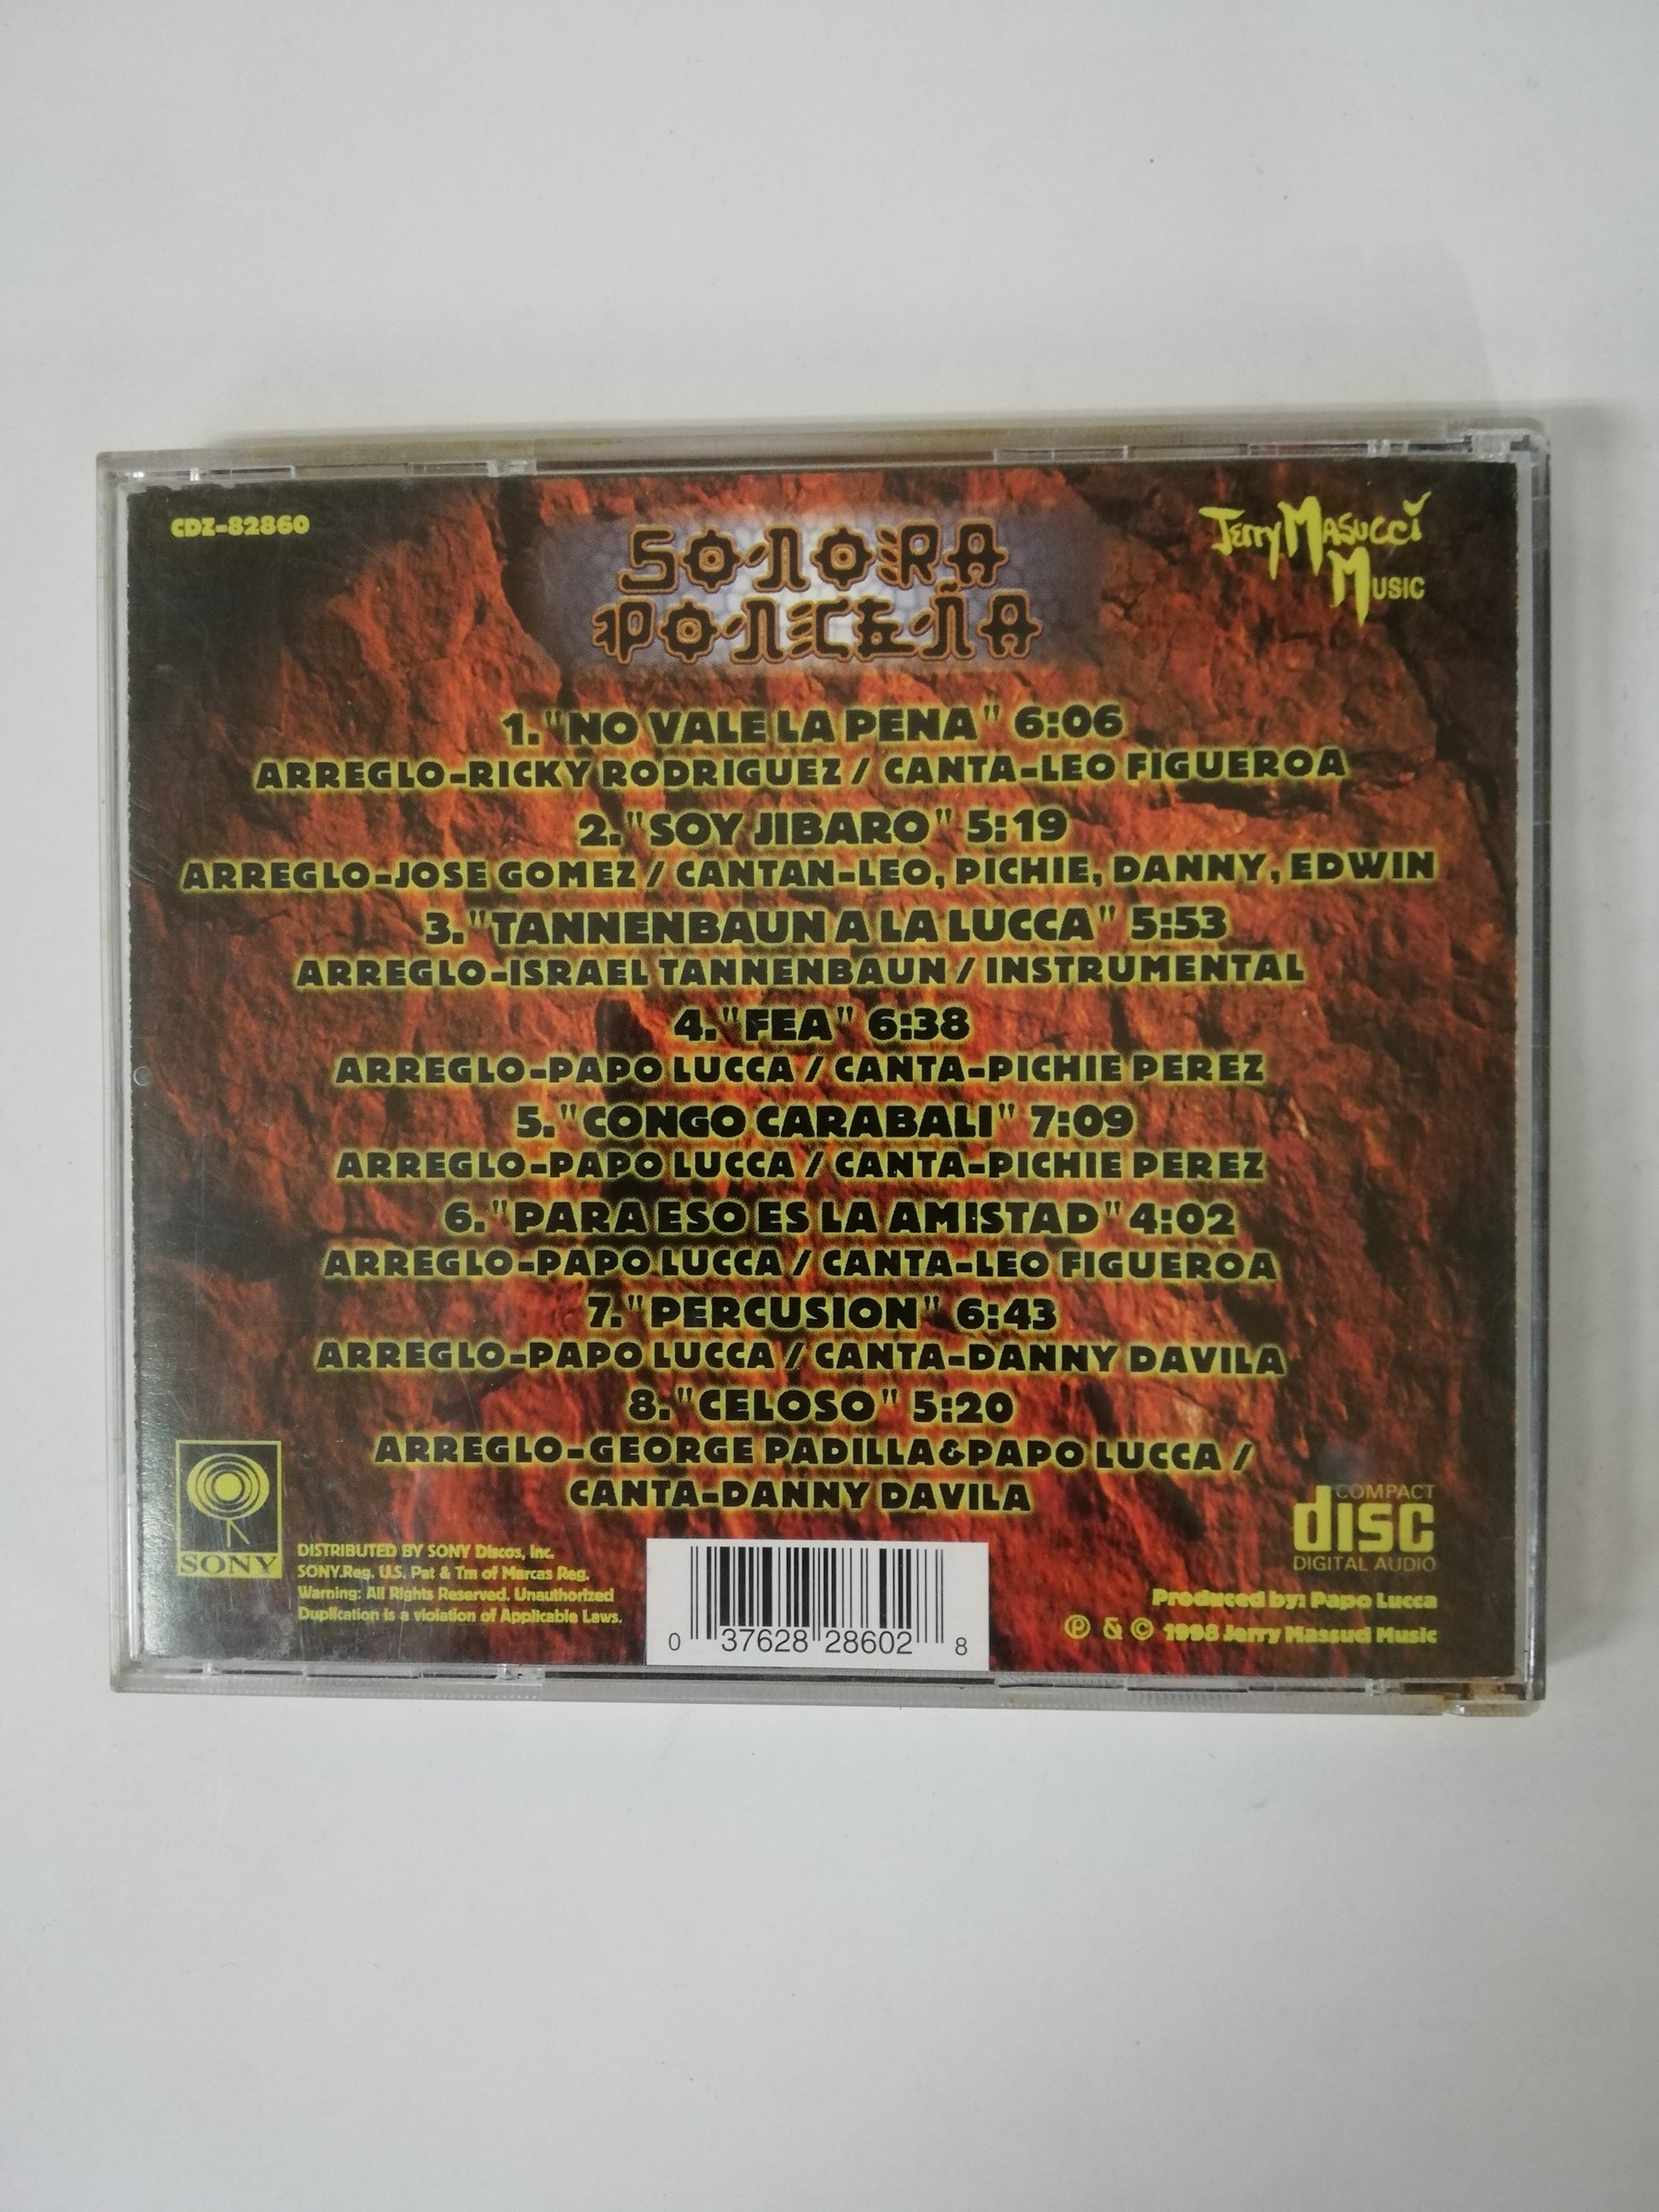 CDZ-82860
SONORA
PONCEÑA
Jerry Masucci
Music
1. "NO VALE LA PENA" 6:06
ARREGLO-RICKY RODRIGUEZ / CANTA-LEO FIGUEROA
2. "SOY JIBARO" 5:19
ARREGLO-JOSE GOMEZ / CANTAN-LEO, PICHIE, DANNY, EDWIN
3. "TANNENBAUN A LA LUCCA" 5:53
ARREGLO-ISRAEL TANNENBAUN / INSTRUMENTAL
4. "FEA" 6:38
ARREGLO-PAPO LUCCA / CANTA-PICHIE PEREZ
5. "CONGO CARABALI" 7:09
ARREGLO-PAPO LUCCA / CANTA-PICHIE PEREZ
6. "PARA ESO ES LA AMISTAD" 4:02
ARREGLO-PAPO LUCCA / CANTA-LEO FIGUEROA
7. "PERCUSION" 6:43
ARREGLO-PAPO LUCCA / CANTA-DANNY DAVILA
8. "CELOSO" 5:20
ARREGLO-GEORGE PADILLA&PAPO LUCCA /
CANTA-DANNY DAVILA
SONY
DISTRIBUTED BY SONY Discos, Inc.
SONY.Reg. U.S. Pat & Tm of Marcas Reg.
Warning: All Rights Reserved. Unauthorized
Duplication is a violation of Applicable Laws.
0 37628 28602 8
COMPACT
disc
DIGITAL AUDIO
Produced by: Papo Lucca
℗ & © 1998 Jerry Massuci Music